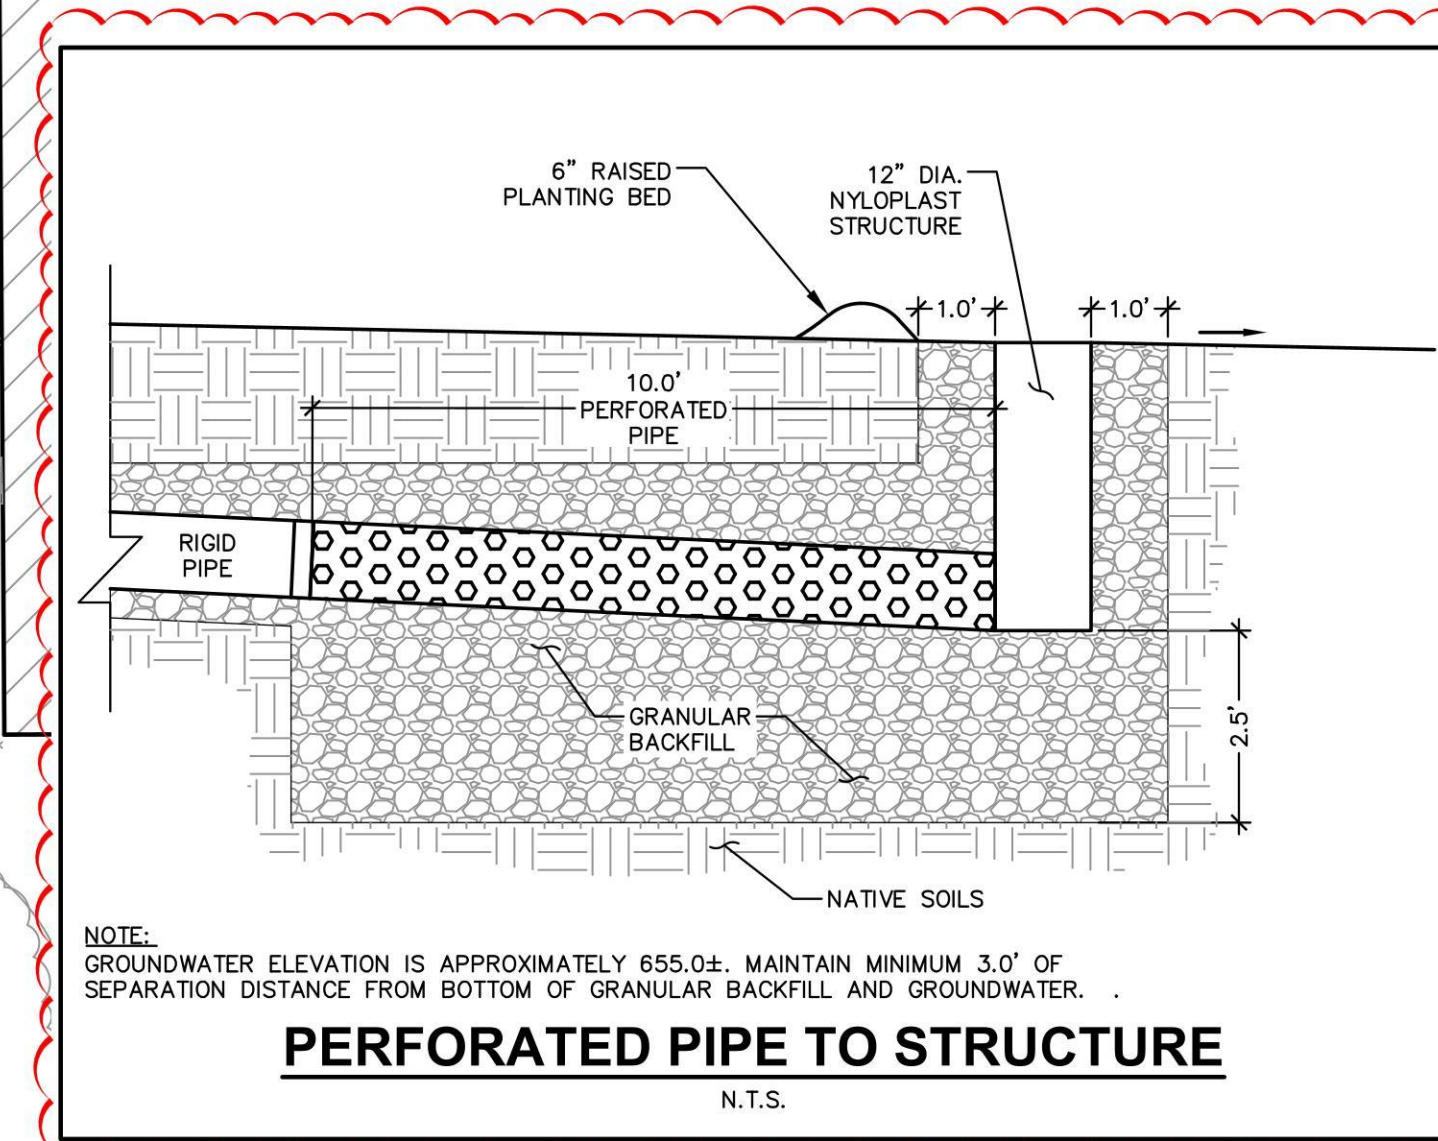 6” RAISED
PLANTING BED
12” DIA.
NYLOPLAST
STRUCTURE
1.0’
1.0’
10.0’
PERFORATED
PIPE
RIGID
PIPE
GRANULAR
BACKFILL
2.5’
NATIVE SOILS
NOTE:
GROUNDWATER ELEVATION IS APPROXIMATELY 655.0±. MAINTAIN MINIMUM 3.0’ OF
SEPARATION DISTANCE FROM BOTTOM OF GRANULAR BACKFILL AND GROUNDWATER. .
PERFORATED PIPE TO STRUCTURE
N.T.S.